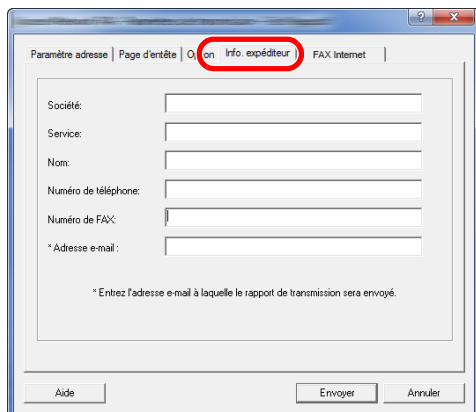 Paramètre adresse Page d'entête Option Info. expéditeur FAX Internet
Société:
Service:
Nom:
Numéro de téléphone:
Numéro de FAX:
* Adresse e-mail :
* Entrez l'adresse e-mail à laquelle le rapport de transmission sera envoyé.
Aide Envoyer Annuler